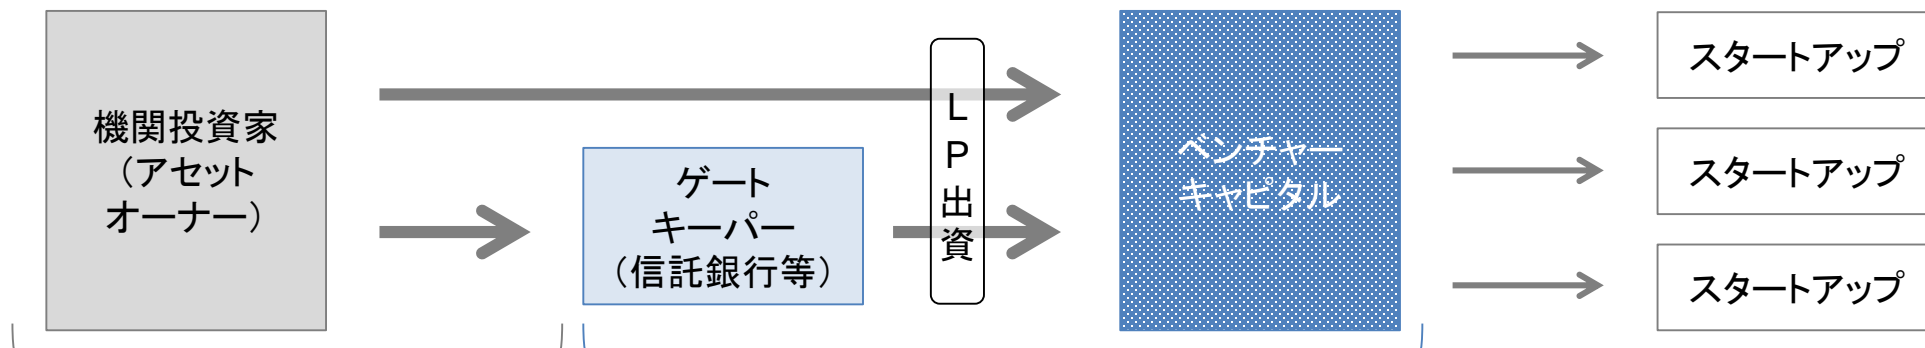 機関投資家
（アセット
オーナー）
ゲート
キーパー
（信託銀行等）
LP出資
ベンチャー
キャピタル
スタートアップ
スタートアップ
スタートアップ